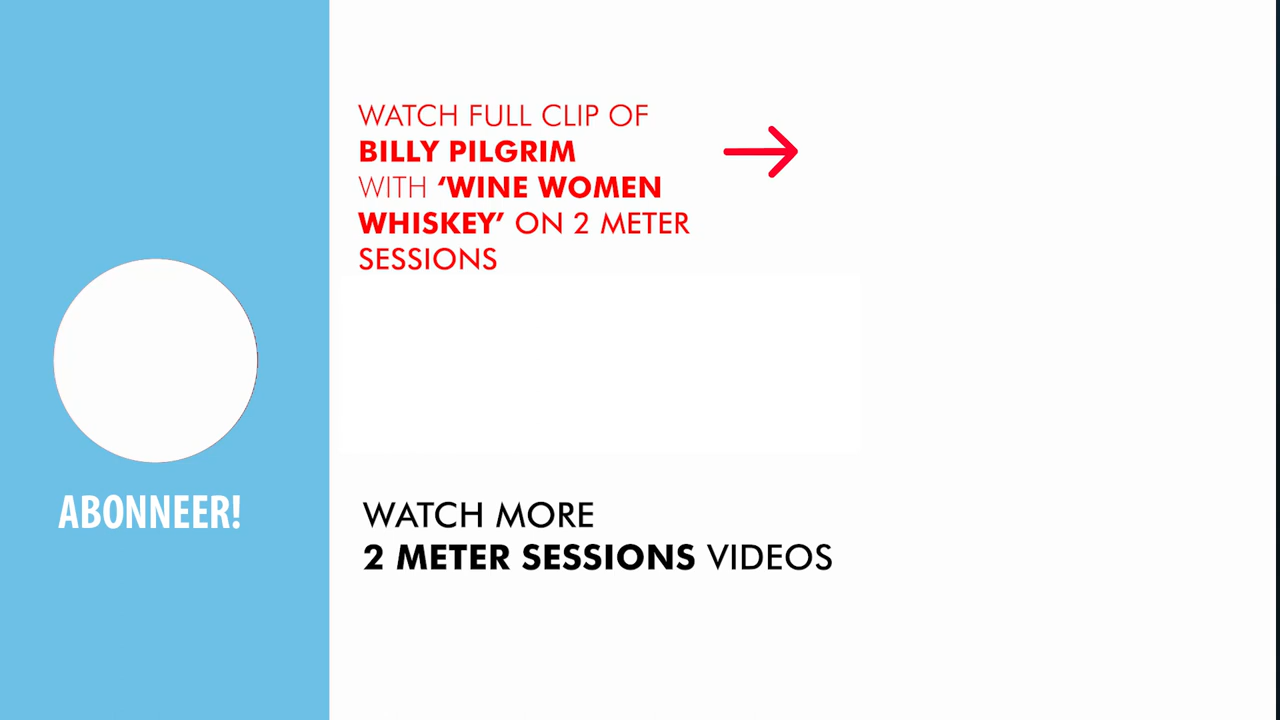 WATCH FULL CLIP OF
BILLY PILGRIM
WITH ‘WINE WOMEN
WHISKEY’ ON 2 METER
SESSIONS
ABONNEER!
WATCH MORE
2 METER SESSIONS VIDEOS